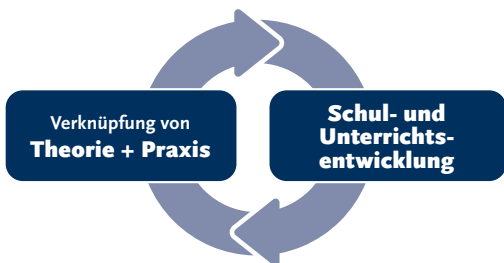 Verknüpfung von
Theorie + Praxis
Schul- und
Unterrichts-
entwicklung